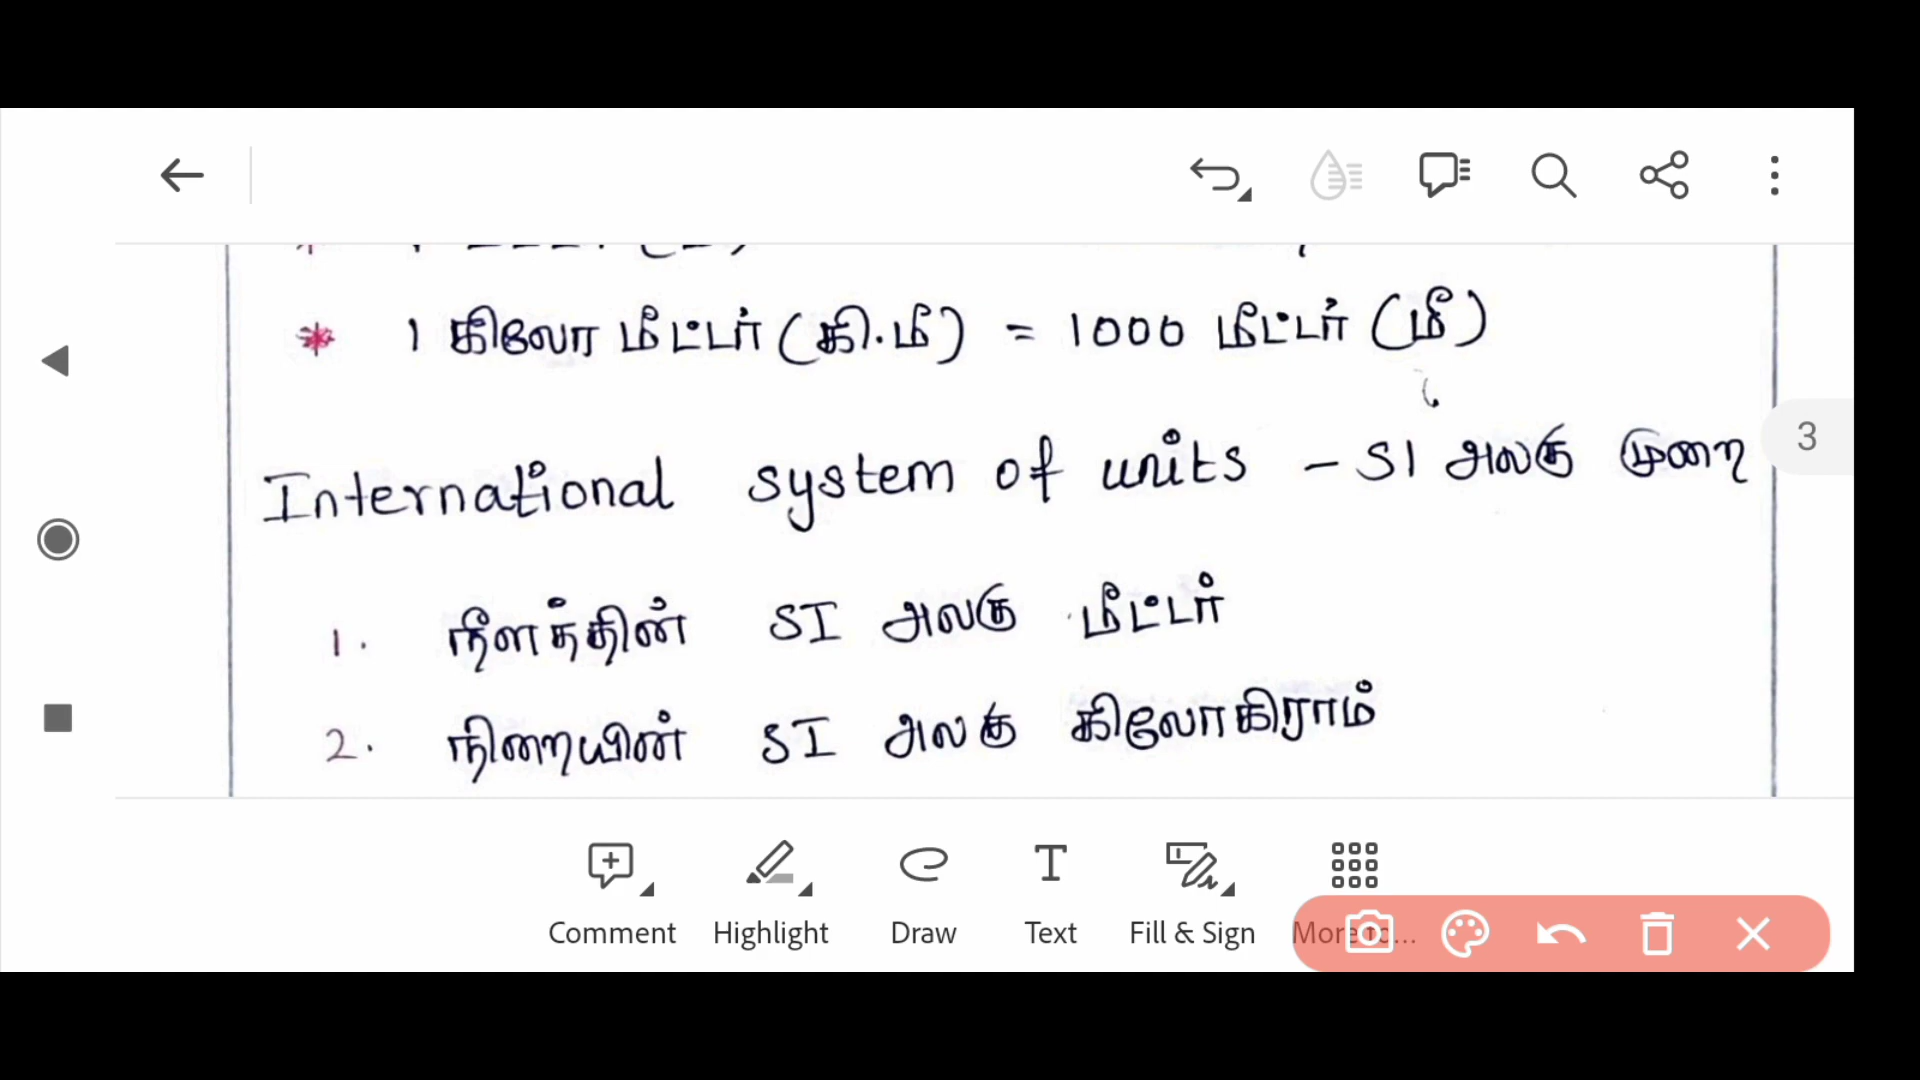 * 1 கிலோ மீட்டர் (கி.மீ) = 1000 மீட்டர் (மீ)
International system of units - SI அலகு முறை
3
1. நீளத்தின் SI அலகு மீட்டர்
2. நிறையின் SI அலகு கிலோகிராம்
Comment Highlight Draw Text Fill & Sign